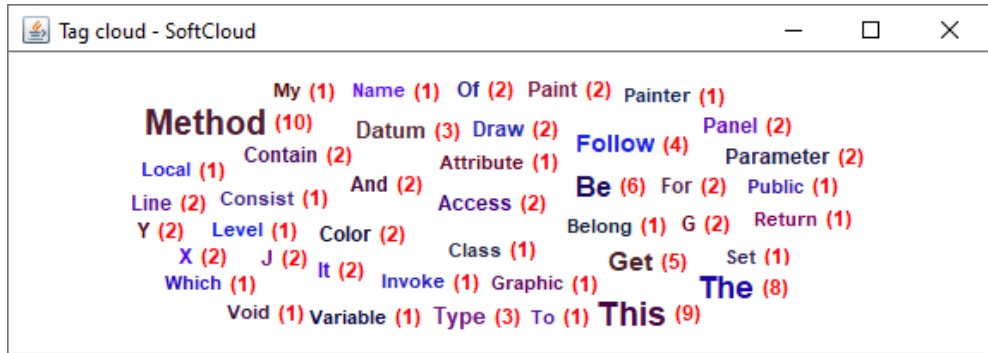 Tag cloud - SoftCloud
My (1) Name (1) Of (2) Paint (2) Painter (1)
Method (10) Datum (3) Draw (2) Follow (4) Panel (2)
Local (1) Contain (2) Attribute (1) Parameter (2)
Line (2) Consist (1) And (2) Access (2) Be (6) For (2) Public (1)
Y (2) Level (1) Color (2) Belong (1) G (2) Return (1)
X (2) J (2) It (2) Class (1) Get (5) Set (1)
Which (1) Invoke (1) Graphic (1) The (8)
Void (1) Variable (1) Type (3) To (1) This (9)